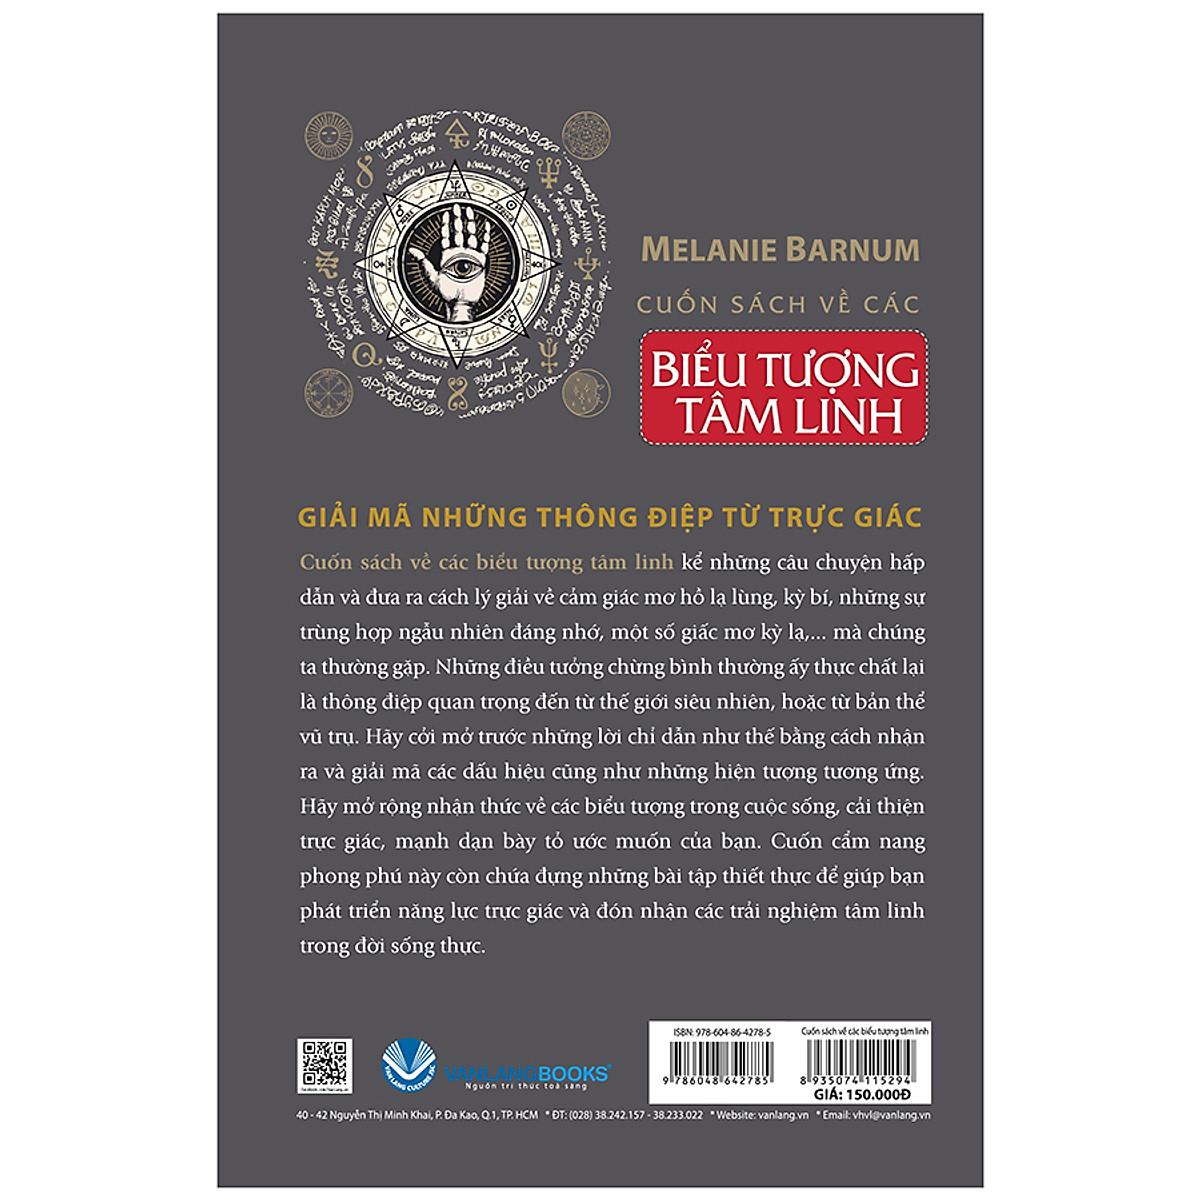 MELANIE BARNUM
CUỐN SÁCH VỀ CÁC
BIỂU TƯỢNG
TÂM LINH
GIẢI MÃ NHỮNG THÔNG ĐIỆP TỪ TRỰC GIÁC
Cuốn sách về các biểu tượng tâm linh kể những câu chuyện hấp
dẫn và đưa ra cách lý giải về cảm giác mơ hồ lạ lùng, kỳ bí, những sự
trùng hợp ngẫu nhiên đáng nhớ, một số giấc mơ kỳ lạ,... mà chúng
ta thường gặp. Những điều tưởng chừng bình thường ấy thực chất lại
là thông điệp quan trọng đến từ thế giới siêu nhiên, hoặc từ bản thể
vũ trụ. Hãy cởi mở trước những lời chỉ dẫn như thế bằng cách nhận
ra và giải mã các dấu hiệu cũng như những hiện tượng tương ứng.
Hãy mở rộng nhận thức về các biểu tượng trong cuộc sống, cải thiện
trực giác, mạnh dạn bày tỏ ước muốn của bạn. Cuốn cẩm nang
phong phú này còn chứa đựng những bài tập thiết thực để giúp bạn
phát triển năng lực trực giác và đón nhận các trải nghiệm tâm linh
trong đời sống thực.
VAN LANG CULTURE JSC
VANLANGBOOKS®
Nguồn tri thức toả sáng
ISBN: 978-604-86-4278-5
9 786048 642785
Cuốn sách về các biểu tượng tâm linh
8 935074 115294
GIÁ: 150.000Đ
40 - 42 Nguyễn Thị Minh Khai, P. Đa Kao, Q.1, TP. HCM * ĐT: (028) 38.242.157 - 38.233.022 * Website: vanlang.vn * Email: vhvl@vanlang.vn